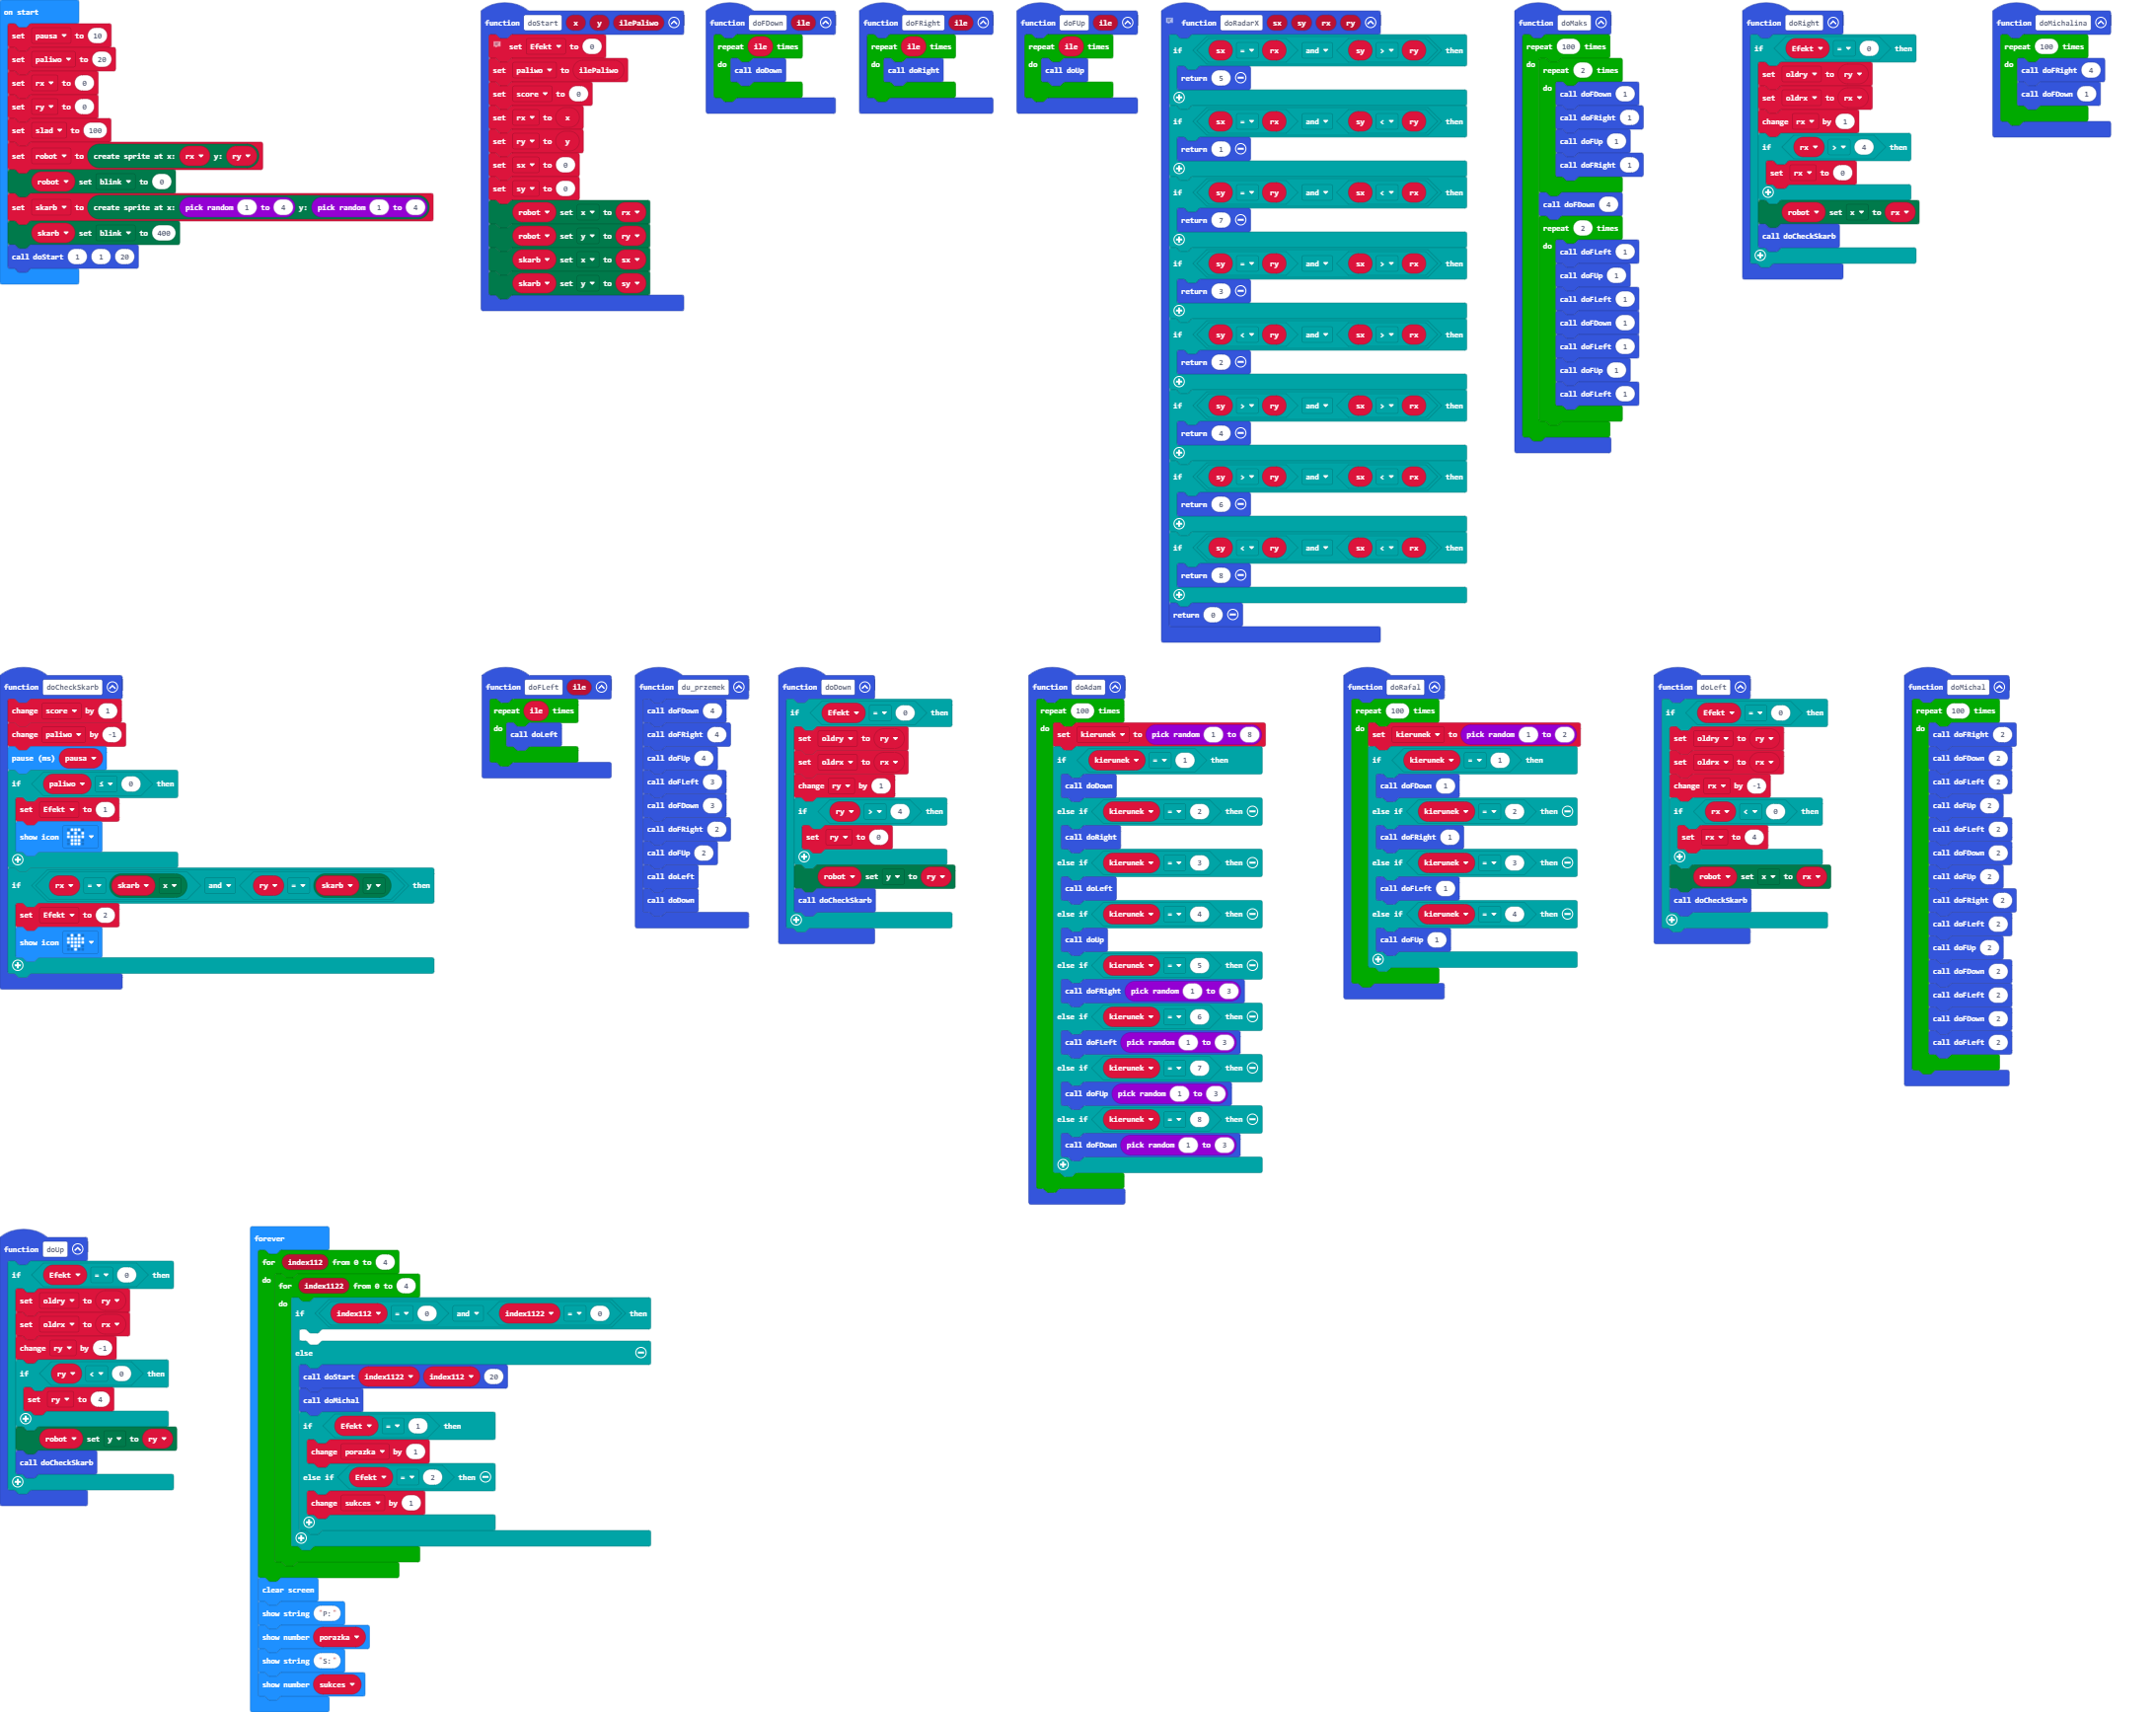 on start
set pausa to 10
set paliwo to 20
set rx to 0
set ry to 0
set slad to 100
set robot to create sprite at x: rx y: ry
robot set blink to 0
set skarb to create sprite at x: pick random 1 to 4 y: pick random 1 to 4
skarb set blink to 400
call doStart 1 1 20
function doStart x y ilePaliwo
set Efekt to 0
set paliwo to ilePaliwo
set score to 0
set rx to x
set ry to y
set sx to 0
set sy to 0
robot set x to rx
robot set y to ry
skarb set x to sx
skarb set y to sy
function doFDown ile
repeat ile times
do
call doDown
function doFRight ile
repeat ile times
do
call doRight
function doFUp ile
repeat ile times
do
call doUp
function doRadarX sx sy rx ry
if sx = rx and sy > ry then
return 5
if sx = rx and sy < ry then
return 1
if sy = ry and sx < rx then
return 7
if sy = ry and sx > rx then
return 3
if sy < ry and sx > rx then
return 2
if sy > ry and sx > rx then
return 4
if sy > ry and sx < rx then
return 6
if sy < ry and sx < rx then
return 8
return 0
function doMaks
repeat 100 times
do
repeat 2 times
do
call doFDown 1
call doFRight 1
call doFUp 1
call doFRight 1
call doFDown 4
repeat 2 times
do
call doFLeft 1
call doFUp 1
call doFLeft 1
call doFDown 1
call doFLeft 1
call doFUp 1
call doFLeft 1
function doRight
if Efekt = 0 then
set oldry to ry
set oldrx to rx
change rx by 1
if rx > 4 then
set rx to 0
robot set x to rx
call doCheckSkarb
function doMichalina
repeat 100 times
do
call doFRight 4
call doFDown 1
function doCheckSkarb
change score by 1
change paliwo by -1
pause (ms) pausa
if paliwo ≤ 0 then
set Efekt to 1
show icon
if rx = skarb x and ry = skarb y then
set Efekt to 2
show icon
function doFLeft ile
repeat ile times
do
call doLeft
function du_przemek
call doFDown 4
call doFRight 4
call doFUp 4
call doFLeft 3
call doFDown 3
call doFRight 2
call doFUp 2
call doLeft
call doDown
function doDown
if Efekt = 0 then
set oldry to ry
set oldrx to rx
change ry by 1
if ry > 4 then
set ry to 0
robot set y to ry
call doCheckSkarb
function doAdam
repeat 100 times
do
set kierunek to pick random 1 to 8
if kierunek = 1 then
call doDown
else if kierunek = 2 then
call doRight
else if kierunek = 3 then
call doLeft
else if kierunek = 4 then
call doUp
else if kierunek = 5 then
call doFRight pick random 1 to 3
else if kierunek = 6 then
call doFLeft pick random 1 to 3
else if kierunek = 7 then
call doFUp pick random 1 to 3
else if kierunek = 8 then
call doFDown pick random 1 to 3
function doRafal
repeat 100 times
do
set kierunek to pick random 1 to 2
if kierunek = 1 then
call doFDown 1
else if kierunek = 2 then
call doFRight 1
else if kierunek = 3 then
call doFLeft 1
else if kierunek = 4 then
call doFUp 1
function doLeft
if Efekt = 0 then
set oldry to ry
set oldrx to rx
change rx by -1
if rx < 0 then
set rx to 4
robot set x to rx
call doCheckSkarb
function doMichal
repeat 100 times
do
call doFRight 2
call doFDown 2
call doFLeft 2
call doFUp 2
call doFLeft 2
call doFDown 2
call doFUp 2
call doFRight 2
call doFLeft 2
call doFUp 2
call doFDown 2
call doFLeft 2
call doFDown 2
call doFLeft 2
function doUp
if Efekt = 0 then
set oldry to ry
set oldrx to rx
change ry by -1
if ry < 0 then
set ry to 4
robot set y to ry
call doCheckSkarb
forever
for index112 from 0 to 4
do
for index1122 from 0 to 4
do
if index112 = 0 and index1122 = 0 then
else
call doStart index1122 index112 20
call doMichal
if Efekt = 1 then
change porazka by 1
else if Efekt = 2 then
change sukces by 1
clear screen
show string "P:"
show number porazka
show string "S:"
show number sukces